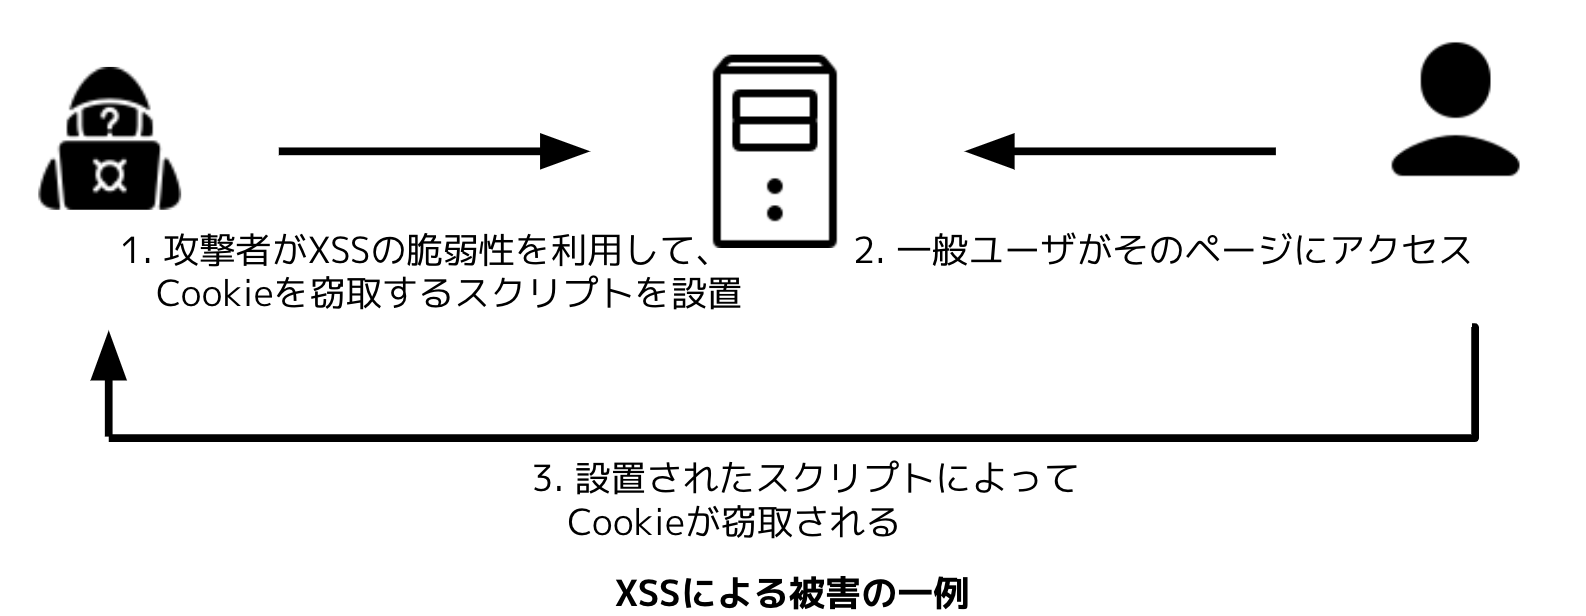 ?
1. 攻撃者がXSSの脆弱性を利用して、
Cookieを窃取するスクリプトを設置
2. 一般ユーザがそのページにアクセス
3. 設置されたスクリプトによって
Cookieが窃取される
XSSによる被害の一例